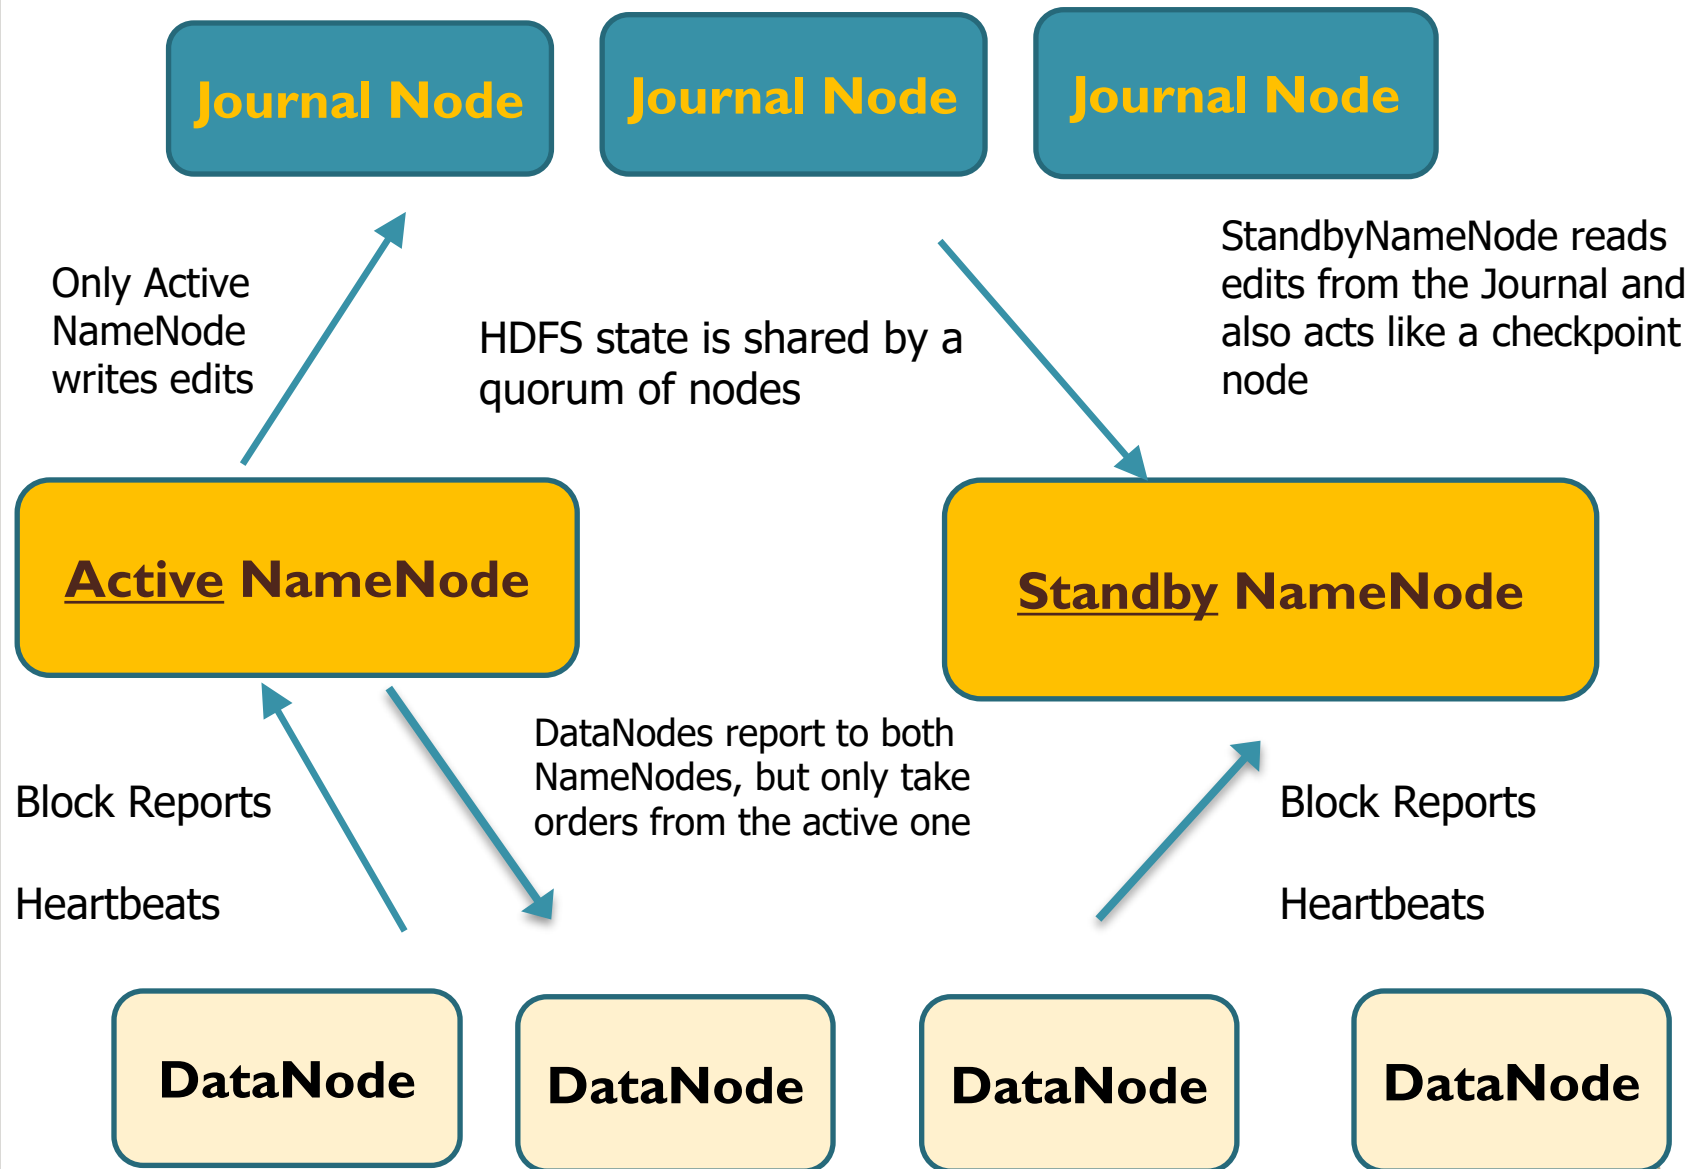 Journal Node
Journal Node
Journal Node
Only Active
NameNode
writes edits
HDFS state is shared by a
quorum of nodes
StandbyNameNode reads
edits from the Journal and
also acts like a checkpoint
node
Active NameNode
Standby NameNode
Block Reports
Heartbeats
DataNodes report to both
NameNodes, but only take
orders from the active one
Block Reports
Heartbeats
DataNode
DataNode
DataNode
DataNode